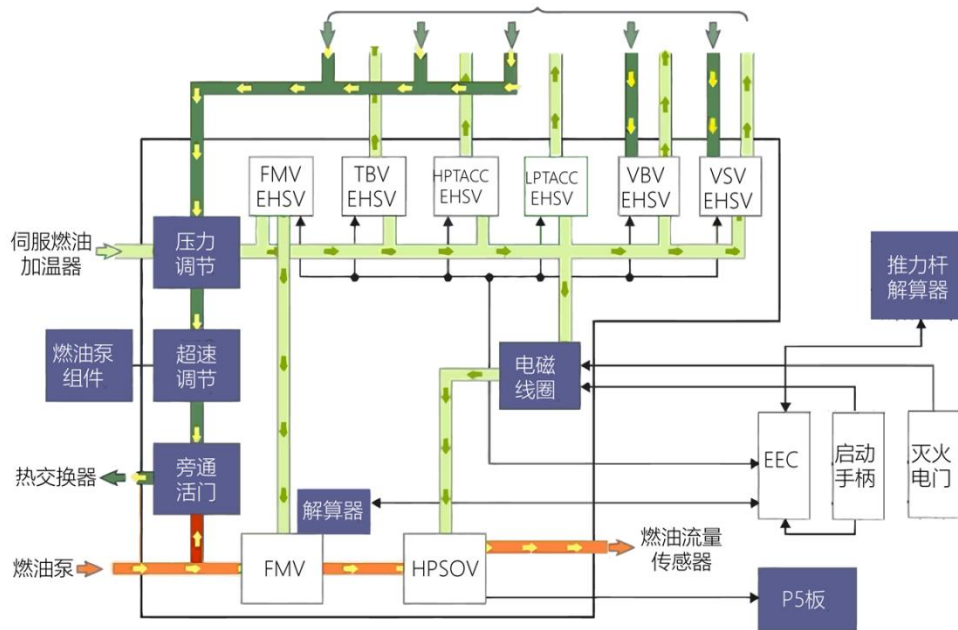 FMV
EHSV
TBV
EHSV
HPTACC
EHSV
LPTACC
EHSV
VBV
EHSV
VSV
EHSV
伺服燃油
加温器
压力
调节
推力杆
解算器
燃油泵
组件
超速
调节
电磁
线圈
热交换器
旁通
活门
解算器
EEC
启动
手柄
灭火
电门
燃油泵
FMV
HPSOV
燃油流量
传感器
P5板